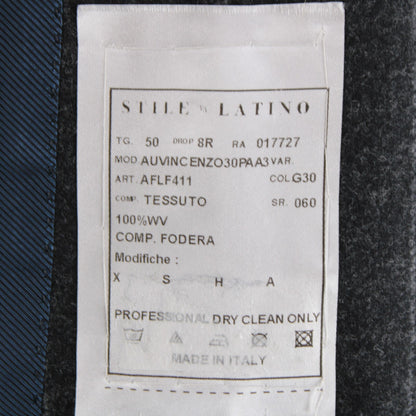 STILE LATINO
TG. 50 DROP 8R RA 017727
MOD AUVINCENZO30PAA3 VAR.
ART. AFLF411 COL G30
COMP. TESSUTO SR. 060
100%WV
COMP. FODERA
Modifiche :
X S H A
PROFESSIONAL DRY CLEAN ONLY
MADE IN ITALY